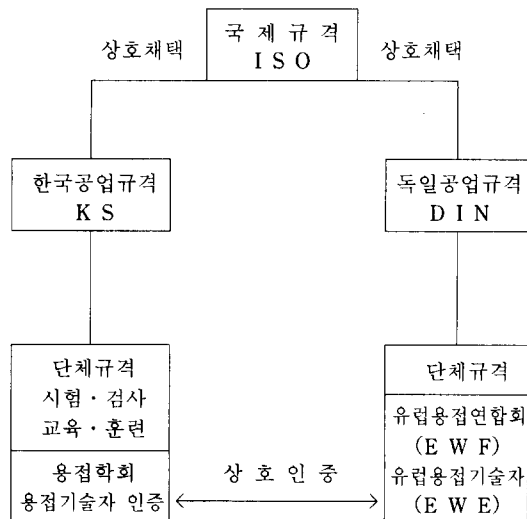 국 제 규 격
I S O
상호채택
상호채택
한국공업규격
K S
독일공업규격
D I N
단체규격
시험 · 검사
교육 · 훈련
용접학회
용접기술자 인증
상 호 인 증
단체규격
유럽용접연합회
(E W F)
유럽용접기술자
(E W E)